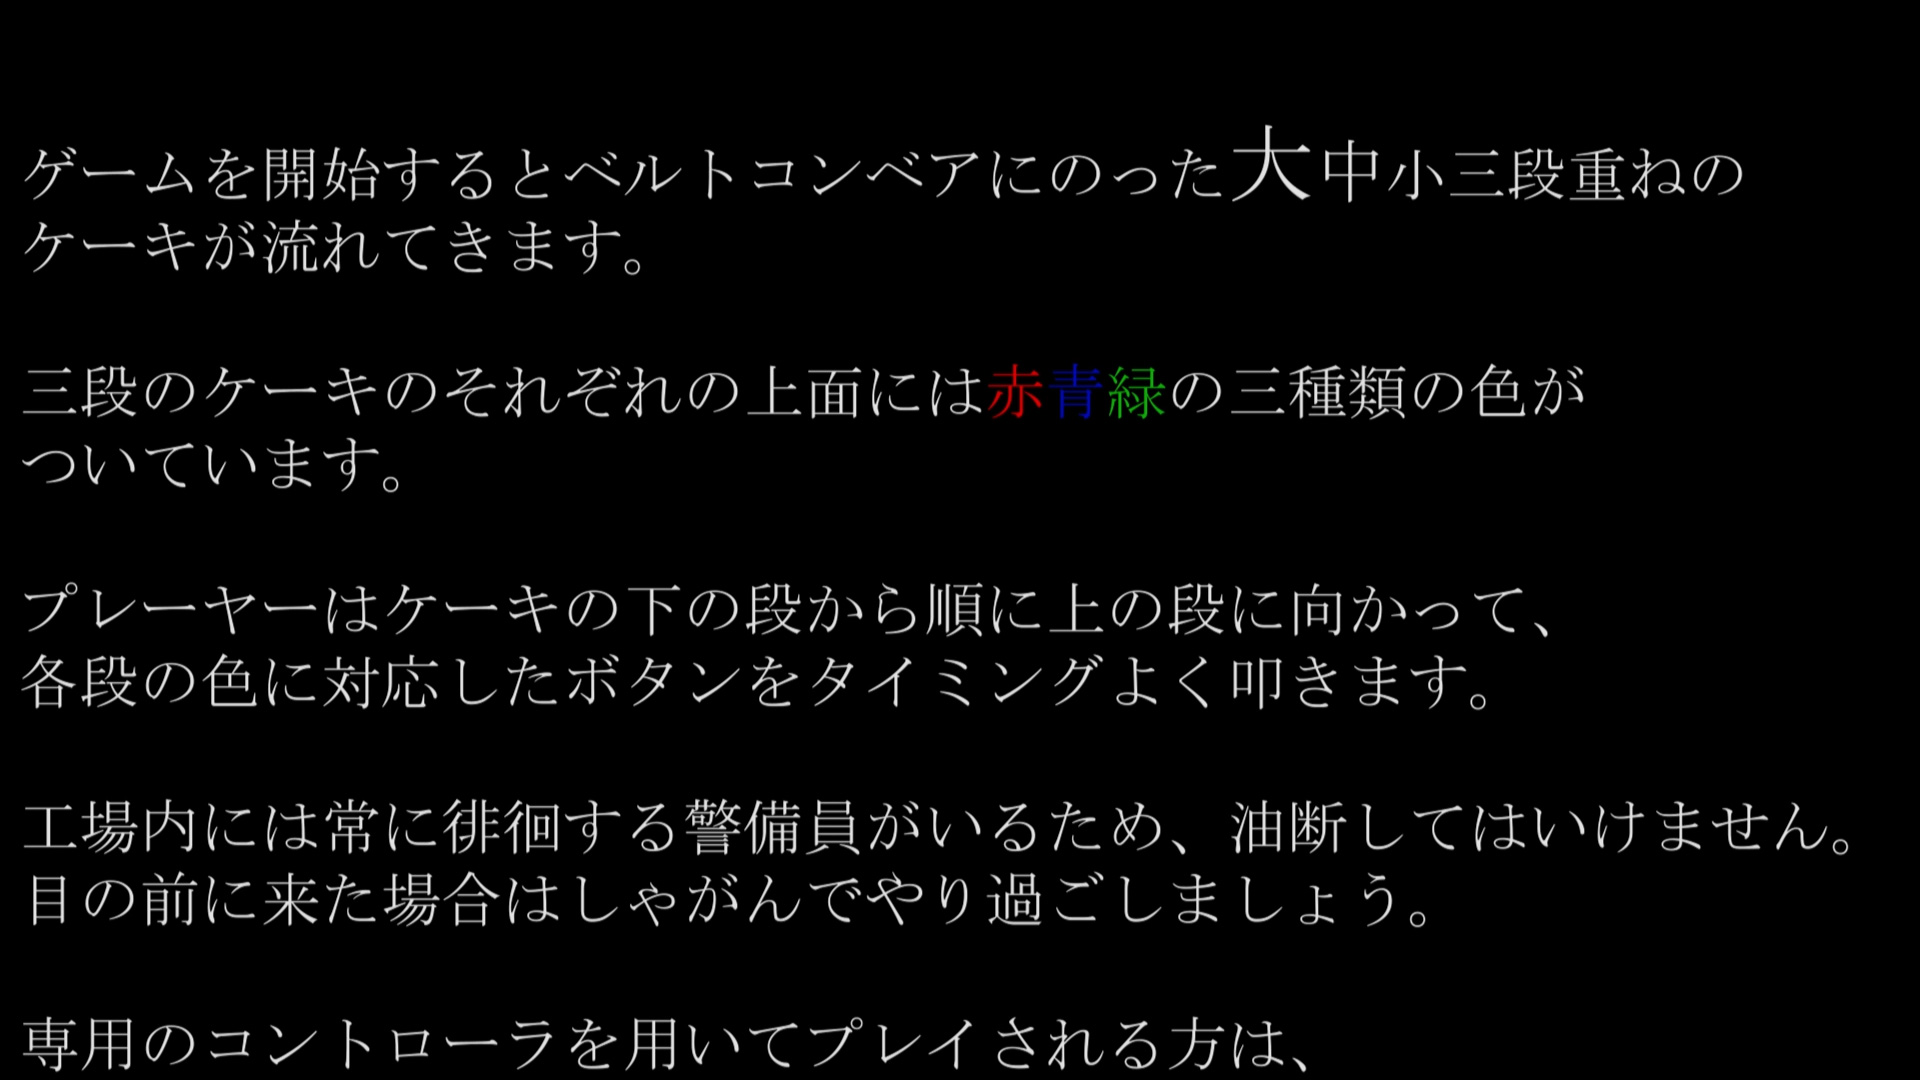 ゲームを開始するとベルトコンベアにのった大中小三段重ねの
ケーキが流れてきます。
三段のケーキのそれぞれの上面には赤青緑の三種類の色が
ついています。
プレーヤーはケーキの下の段から順に上の段に向かって、
各段の色に対応したボタンをタイミングよく叩きます。
工場内には常に徘徊する警備員がいるため、油断してはいけません。
目の前に来た場合はしゃがんでやり過ごしましょう。
専用のコントローラを用いてプレイされる方は、